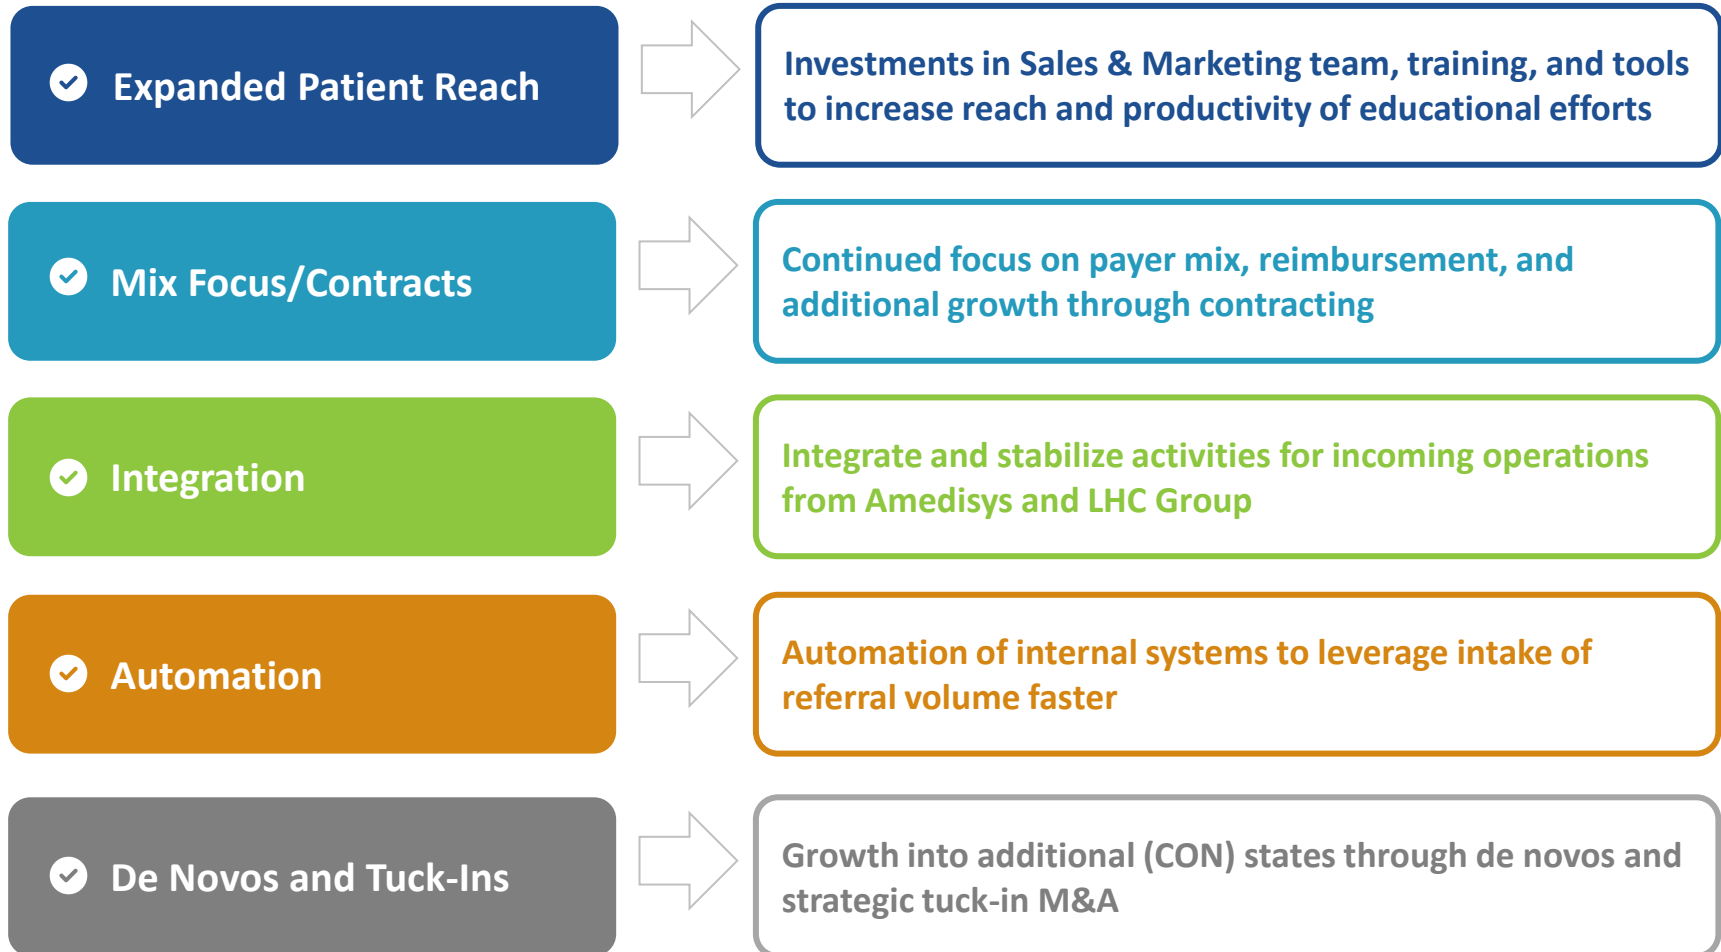 Expanded Patient Reach
Investments in Sales & Marketing team, training, and tools
to increase reach and productivity of educational efforts
Mix Focus/Contracts
Continued focus on payer mix, reimbursement, and
additional growth through contracting
Integration
Integrate and stabilize activities for incoming operations
from Amedisys and LHC Group
Automation
Automation of internal systems to leverage intake of
referral volume faster
De Novos and Tuck-Ins
Growth into additional (CON) states through de novos and
strategic tuck-in M&A